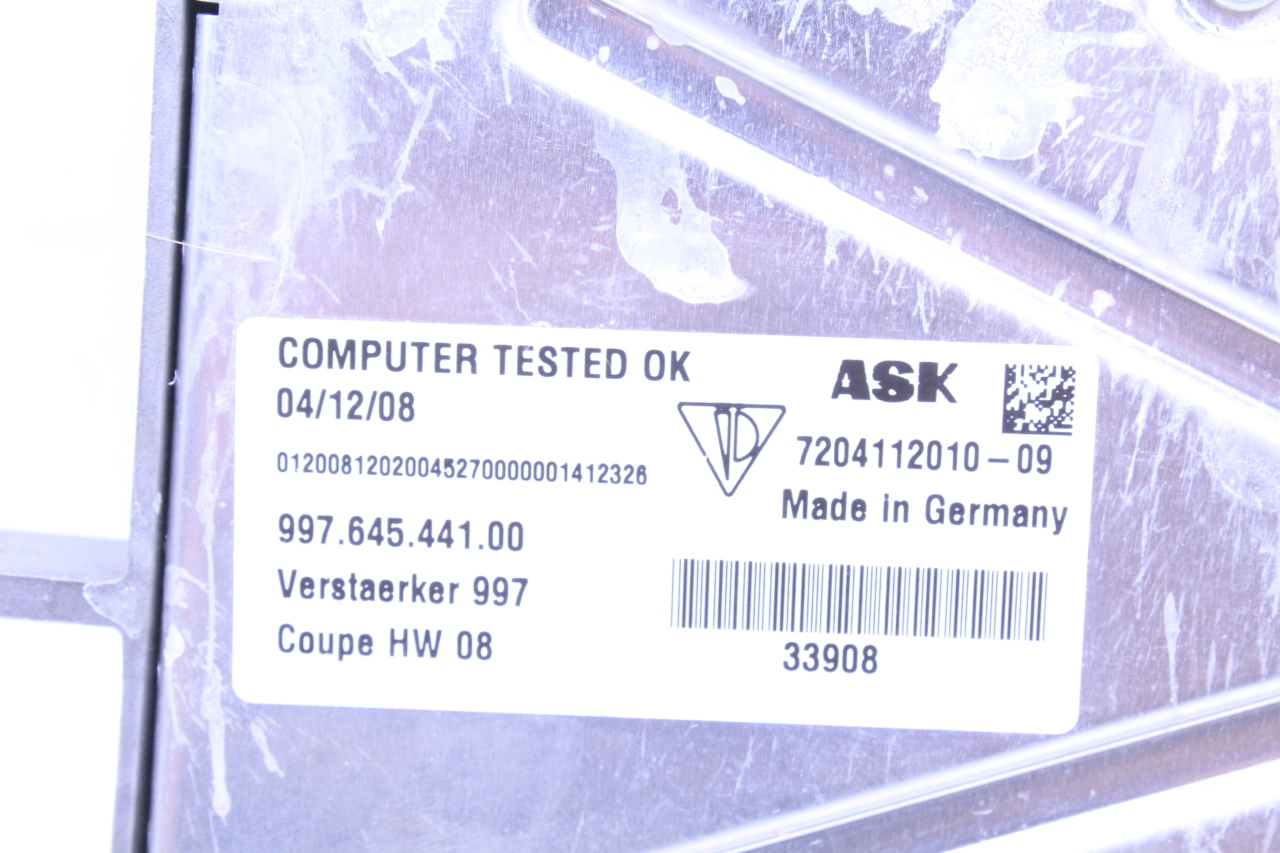 COMPUTER TESTED OK
04/12/08
01200812020045270000001412326
997.645.441.00
Verstaerker 997
Coupe HW 08
ASK
7204112010-09
Made in Germany
33908